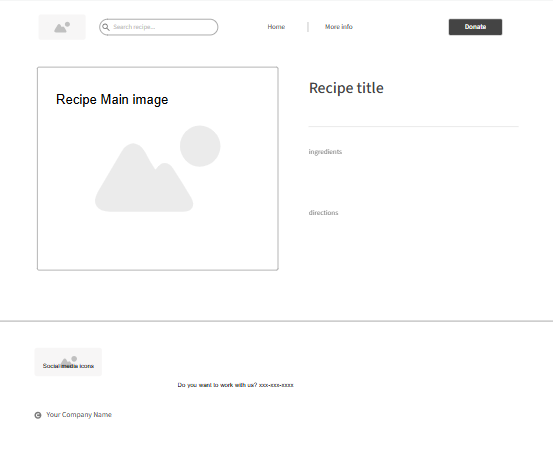 Search recipe...
Home
More info
Donate
Recipe Main image
Recipe title
ingredients
directions
Social media icons
Do you want to work with us? xxx-xxx-xxxx
© Your Company Name